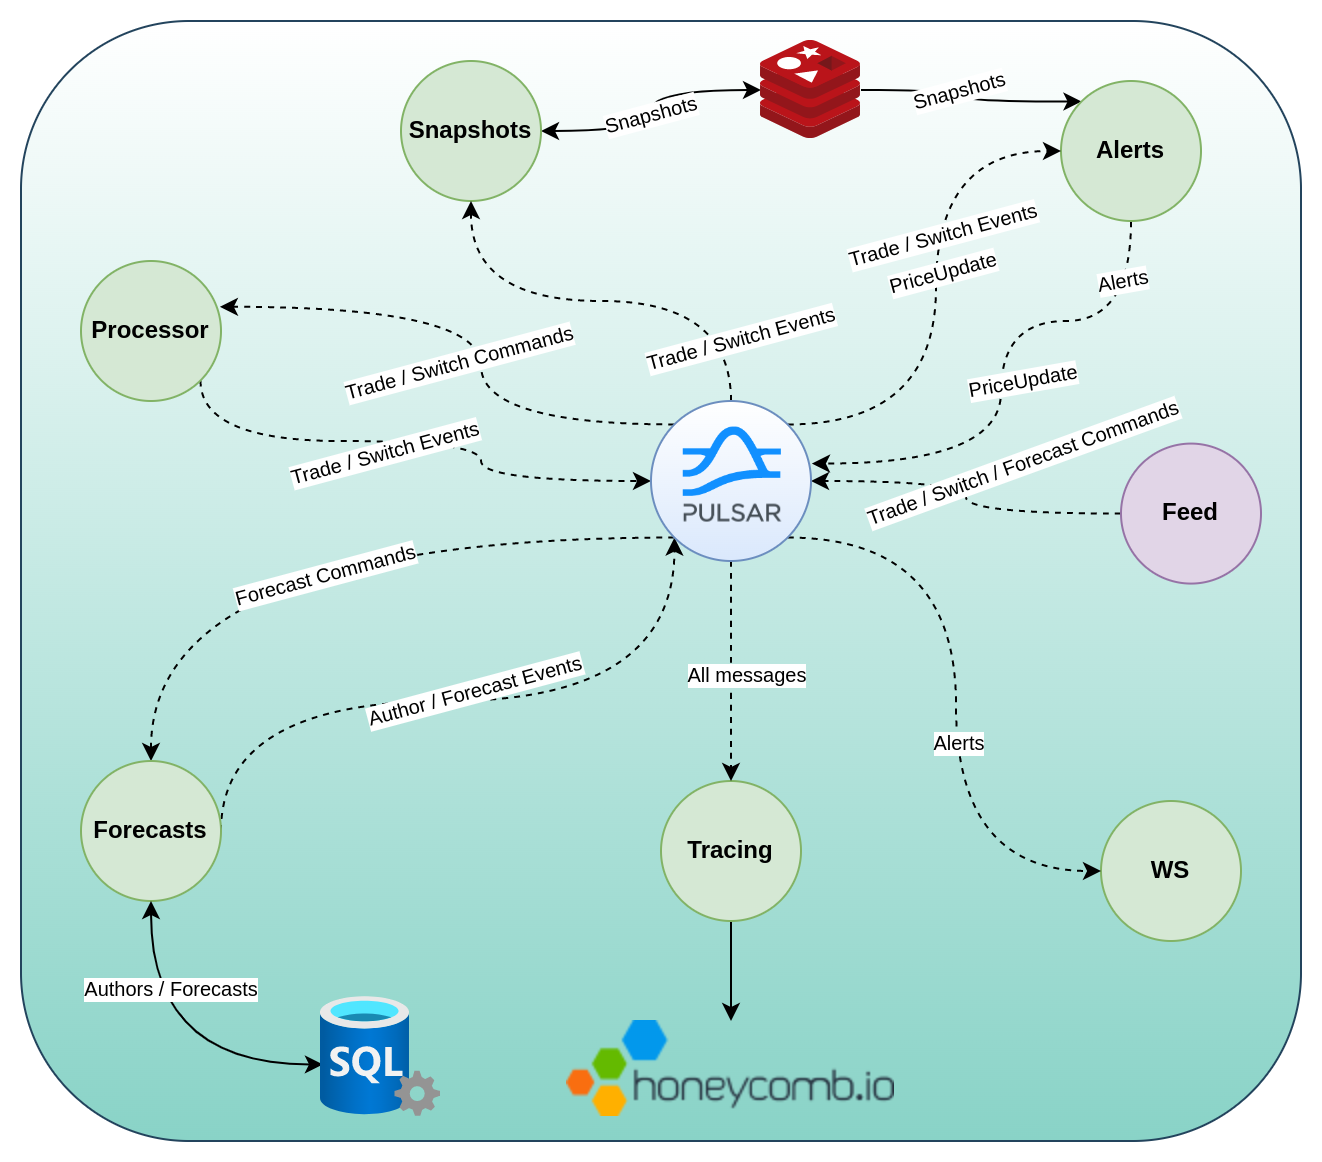 Snapshots
Snapshots
Snapshots
Alerts
Trade / Switch Events
PriceUpdate
Alerts
Processor
Trade / Switch Commands
Trade / Switch Events
PriceUpdate
Trade / Switch Events
Trade / Switch / Forecast Commands
PULSAR
Feed
Forecast Commands
Author / Forecast Events
All messages
Alerts
Forecasts
Tracing
WS
Authors / Forecasts
SQL
honeycomb.io